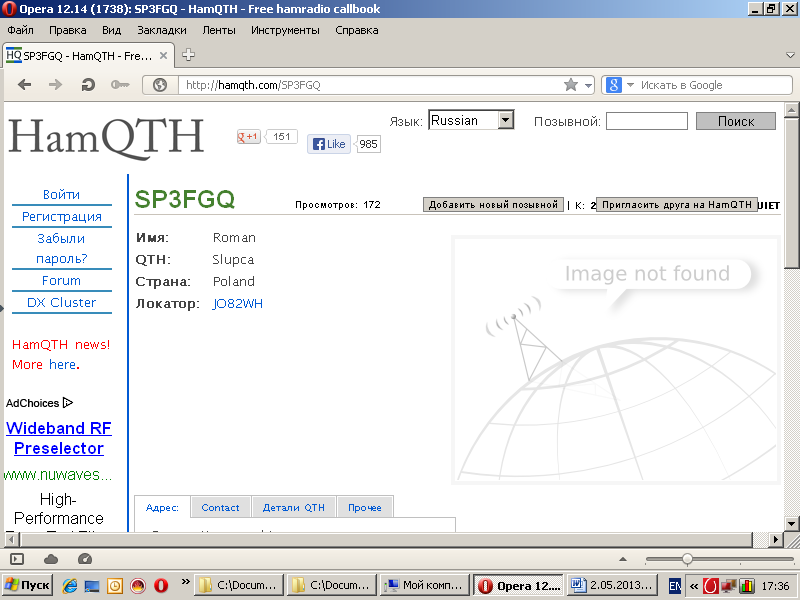 Opera 12.14 (1738): SP3FGQ - HamQTH - Free hamradio callbook
Файл Правка Вид Закладки Ленты Инструменты Справка
HQ SP3FGQ - HamQTH - Fre...
http://hamqth.com/SP3FGQ
Искать в Google
HamQTH
+1 151
Like 985
Язык: Russian
Позывной:
Поиск
Войти
Регистрация
Забыли
пароль?
Forum
DX Cluster
HamQTH news!
More here.
AdChoices
Wideband RF
Preselector
www.nuwaves...
High-
Performance
SP3FGQ
Просмотров: 172
Добавить новый позывной | K: 2 Пригласить друга на HamQTH UIET
Имя: Roman
QTH: Slupca
Страна: Poland
Локатор: JO82WH
Image not found
Адрес: Contact Детали QTH Прочее
Пуск
C:\Docum...
C:\Docum...
Мой комп...
Opera 12....
2.05.2013...
EN
17:36